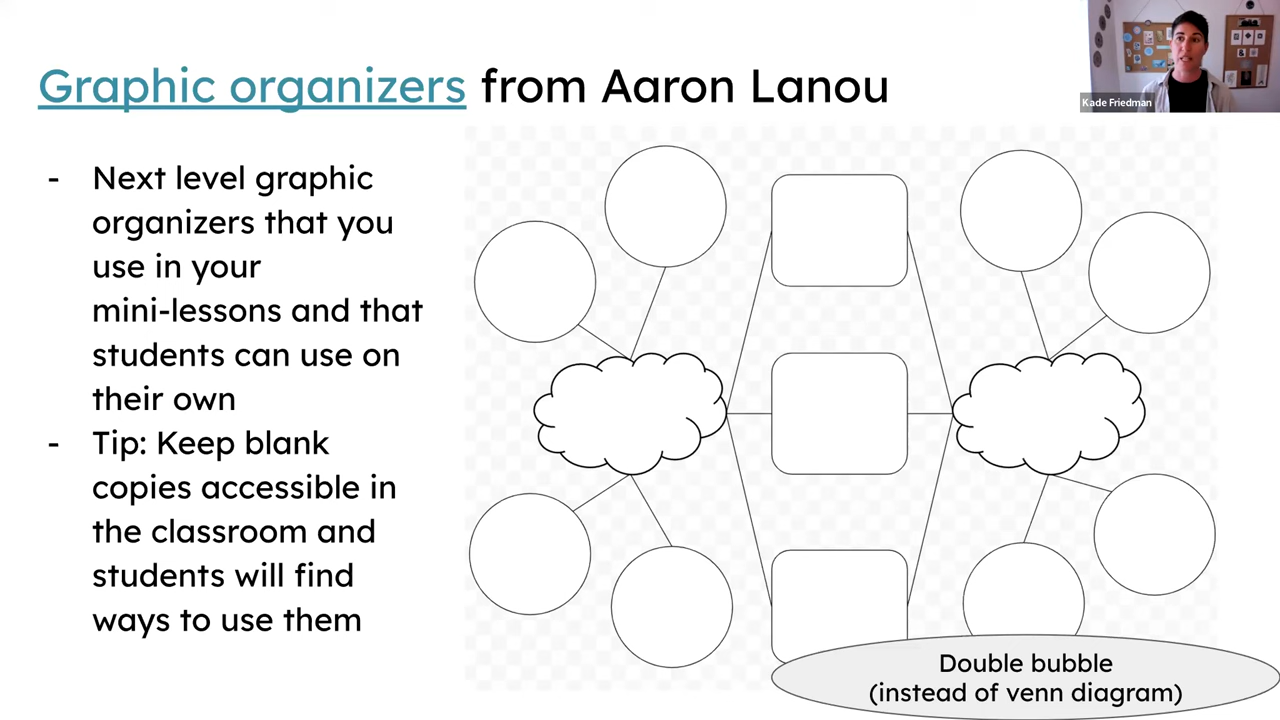 Graphic organizers from Aaron Lanou
Kade Friedman
- Next level graphic
organizers that you
use in your
mini-lessons and that
students can use on
their own
- Tip: Keep blank
copies accessible in
the classroom and
students will find
ways to use them
Double bubble
(instead of venn diagram)